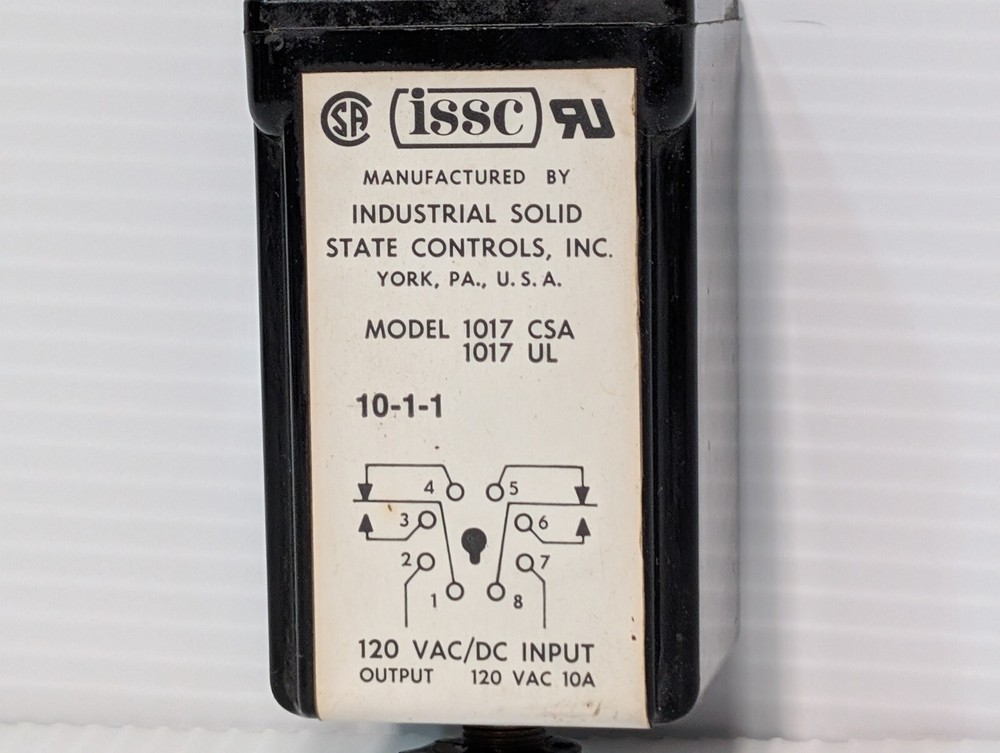 SA issc RU
MANUFACTURED BY
INDUSTRIAL SOLID
STATE CONTROLS, INC.
YORK, PA., U.S.A.
MODEL 1017 CSA
1017 UL
10-1-1
4 5
3 6
2 7
1 8
120 VAC/DC INPUT
OUTPUT 120 VAC 10A